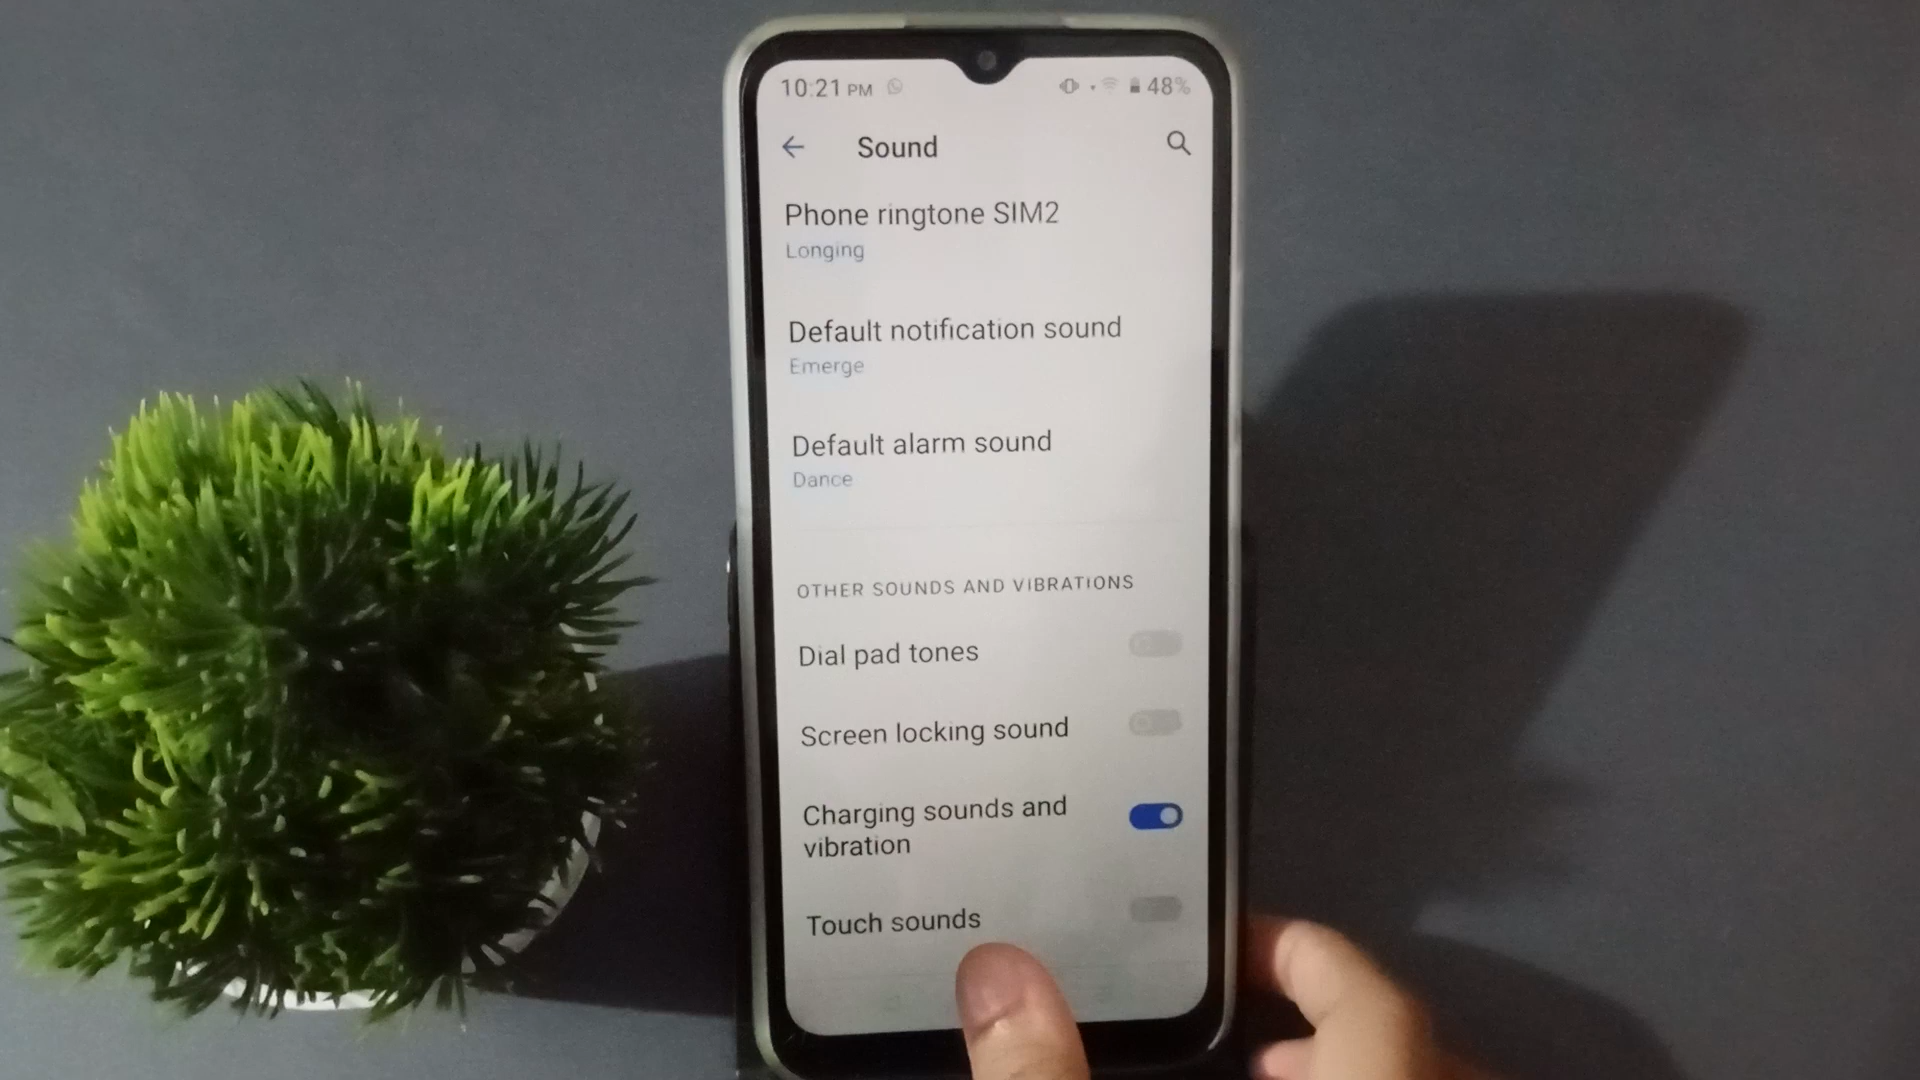 10:21 PM 48%
Sound
Phone ringtone SIM2
Longing
Default notification sound
Emerge
Default alarm sound
Dance
OTHER SOUNDS AND VIBRATIONS
Dial pad tones
Screen locking sound
Charging sounds and
vibration
Touch sounds